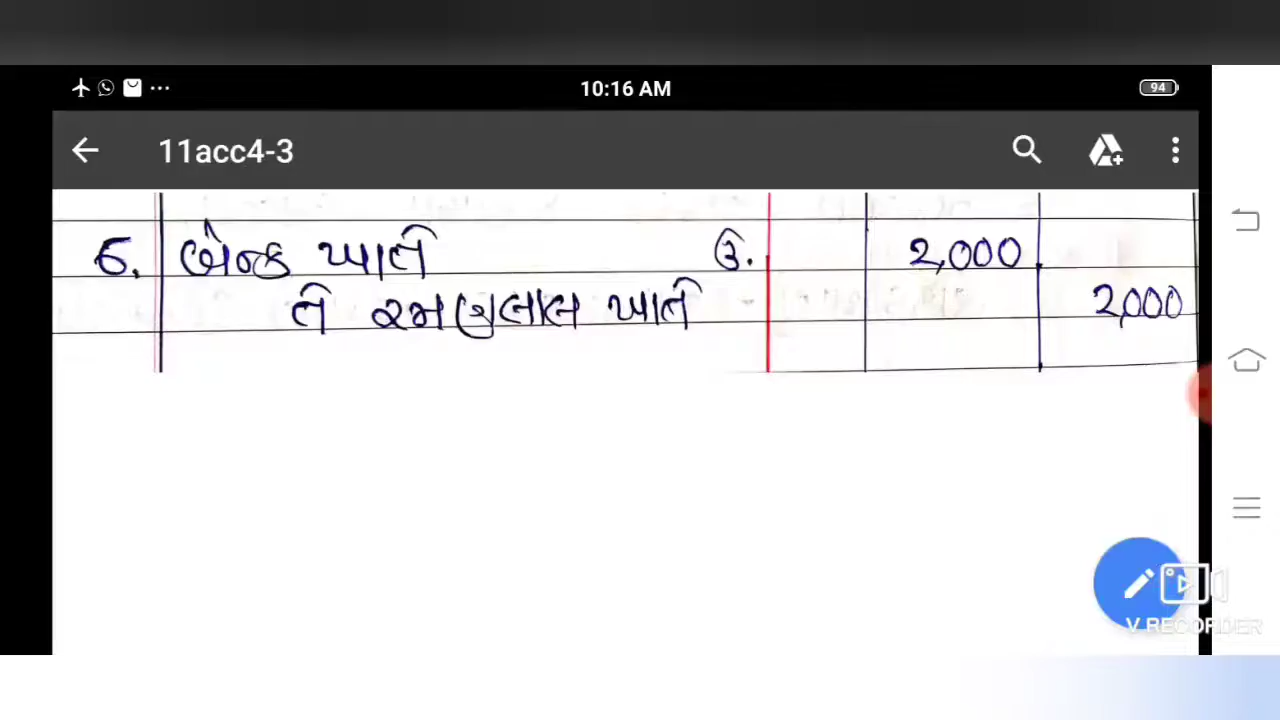 10:16 AM
94
11acc4-3
6. બેન્ક ખાતે ઉ. 2,000
તે રમણલાલ ખાતે 2,000
V RECORDER